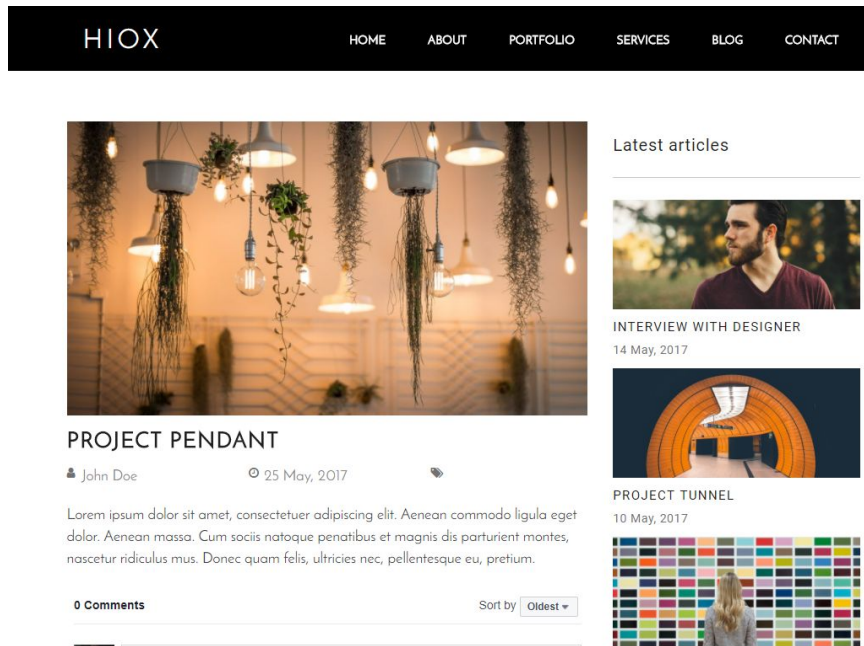 HIOX
HOME ABOUT PORTFOLIO SERVICES BLOG CONTACT
PROJECT PENDANT
John Doe 25 May, 2017
Lorem ipsum dolor sit amet, consectetuer adipiscing elit. Aenean commodo ligula eget
dolor. Aenean massa. Cum sociis natoque penatibus et magnis dis parturient montes,
nascetur ridiculus mus. Donec quam felis, ultricies nec, pellentesque eu, pretium.
0 Comments Sort by Oldest
Latest articles
INTERVIEW WITH DESIGNER
14 May, 2017
PROJECT TUNNEL
10 May, 2017